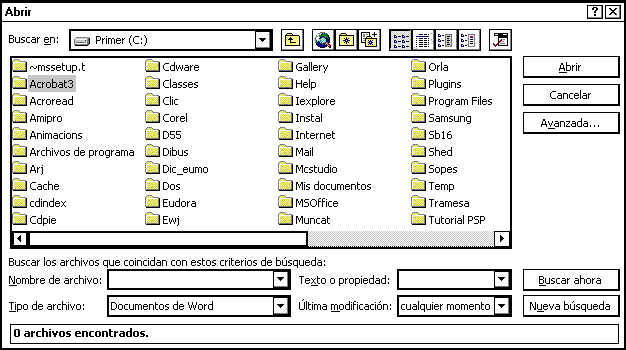 Abrir
Buscar en: Primer (C:)
~mssetup.t Cdware Gallery Orla
Acrobat3 Classes Help Plugins
Acroread Clic Iexplore Program Files
Amipro Corel Instal Samsung
Animacions D55 Internet Sb16
Archivos de programa Dibus Mail Shed
Arj Dic_eumo Mcstudio Sopes
Cache Dos Mis documentos Temp
cdindex Eudora MSOffice Tramesa
Cdpie Ewj Muncat Tutorial PSP
Abrir
Cancelar
Avanzada...
Buscar los archivos que coincidan con estos criterios de búsqueda:
Nombre de archivo: Texto o propiedad: Buscar ahora
Tipo de archivo: Documentos de Word Última modificación: cualquier momento Nueva búsqueda
0 archivos encontrados.